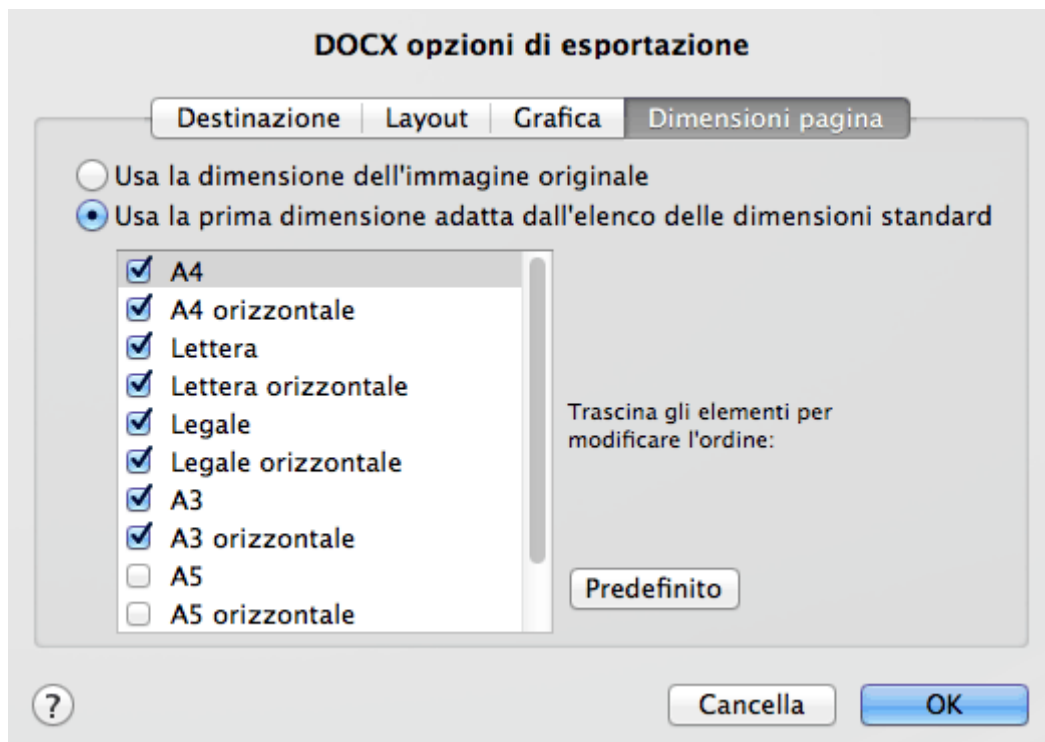 DOCX opzioni di esportazione
Destinazione Layout Grafica Dimensioni pagina
Usa la dimensione dell'immagine originale
Usa la prima dimensione adatta dall'elenco delle dimensioni standard
A4
A4 orizzontale
Lettera
Lettera orizzontale
Legale
Legale orizzontale
A3
A3 orizzontale
A5
A5 orizzontale
Trascina gli elementi per
modificare l'ordine:
Predefinito
?
Cancella OK